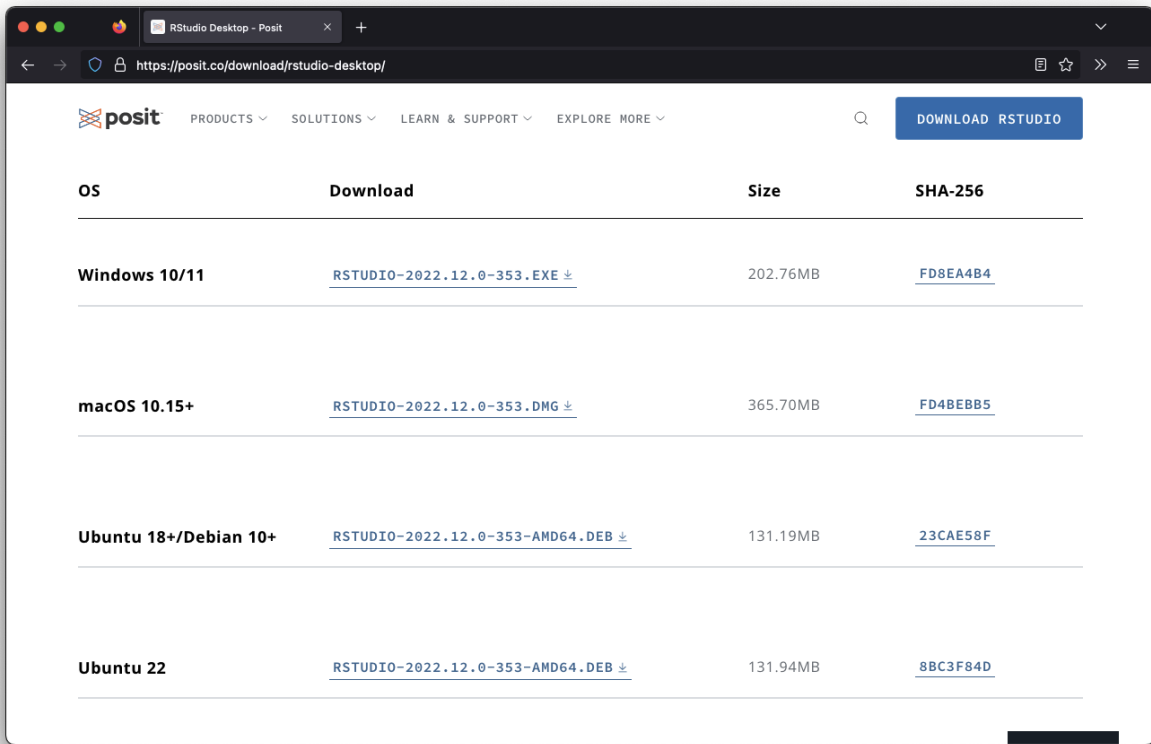 RStudio Desktop - Posit
https://posit.co/download/rstudio-desktop/
posit PRODUCTS SOLUTIONS LEARN & SUPPORT EXPLORE MORE DOWNLOAD RSTUDIO
OS Download Size SHA-256
Windows 10/11 RSTUDIO-2022.12.0-353.EXE 202.76MB FD8EA4B4
macOS 10.15+ RSTUDIO-2022.12.0-353.DMG 365.70MB FD4BEBB5
Ubuntu 18+/Debian 10+ RSTUDIO-2022.12.0-353-AMD64.DEB 131.19MB 23CAE58F
Ubuntu 22 RSTUDIO-2022.12.0-353-AMD64.DEB 131.94MB 8BC3F84D